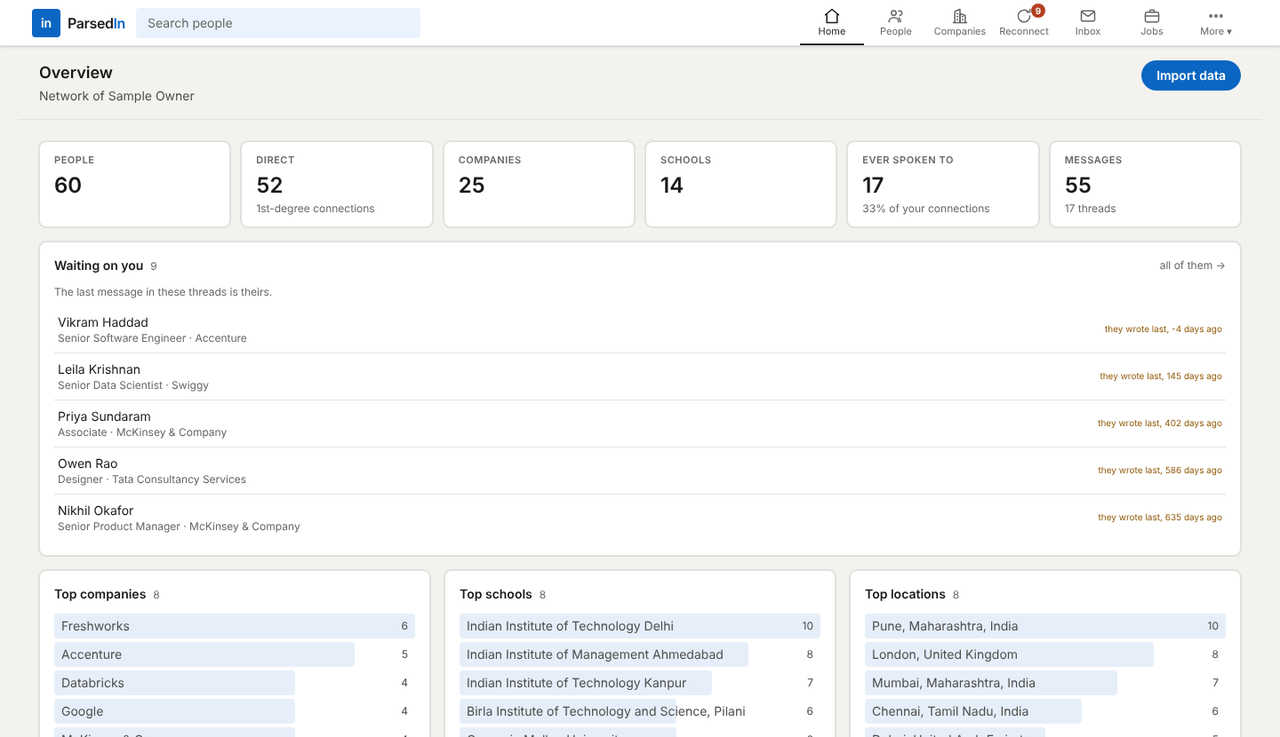 in ParsedIn
Search people
Home
People
Companies
Reconnect
9
Inbox
Jobs
More ▾
Overview
Network of Sample Owner
Import data
PEOPLE
60
DIRECT
52
1st-degree connections
COMPANIES
25
SCHOOLS
14
EVER SPOKEN TO
17
33% of your connections
MESSAGES
55
17 threads
Waiting on you 9
all of them →
The last message in these threads is theirs.
Vikram Haddad
Senior Software Engineer · Accenture
they wrote last, -4 days ago
Leila Krishnan
Senior Data Scientist · Swiggy
they wrote last, 145 days ago
Priya Sundaram
Associate · McKinsey & Company
they wrote last, 402 days ago
Owen Rao
Designer · Tata Consultancy Services
they wrote last, 586 days ago
Nikhil Okafor
Senior Product Manager · McKinsey & Company
they wrote last, 635 days ago
Top companies 8
Freshworks 6
Accenture 5
Databricks 4
Google 4
Top schools 8
Indian Institute of Technology Delhi 10
Indian Institute of Management Ahmedabad 8
Indian Institute of Technology Kanpur 7
Birla Institute of Technology and Science, Pilani 6
Top locations 8
Pune, Maharashtra, India 10
London, United Kingdom 8
Mumbai, Maharashtra, India 7
Chennai, Tamil Nadu, India 6